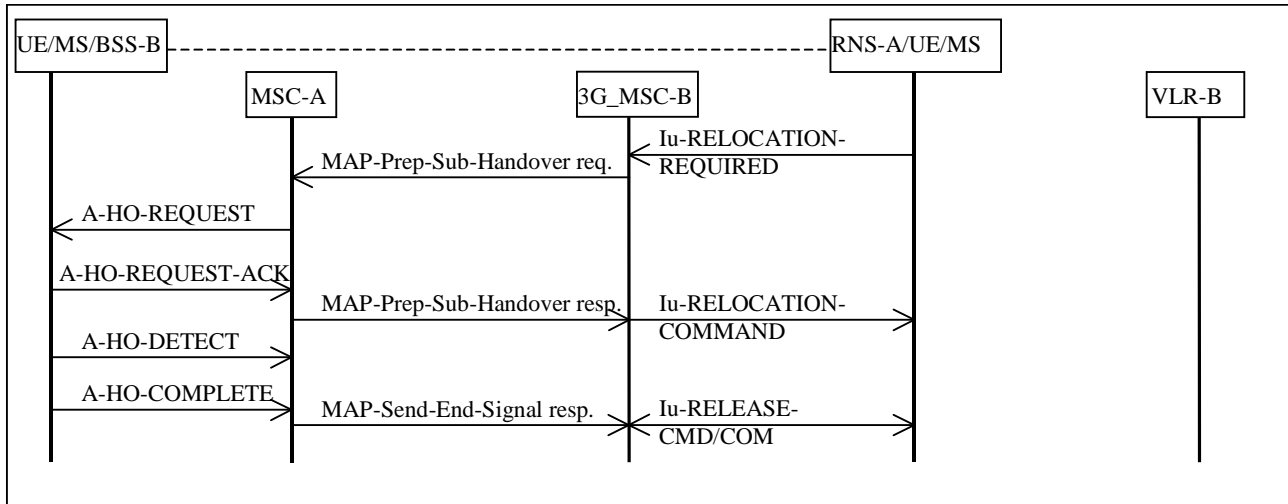 UE/MS/BSS-B
RNS-A/UE/MS
MSC-A
3G_MSC-B
VLR-B
Iu-RELOCATION-
REQUIRED
MAP-Prep-Sub-Handover req.
A-HO-REQUEST
A-HO-REQUEST-ACK
MAP-Prep-Sub-Handover resp.
Iu-RELOCATION-
COMMAND
A-HO-DETECT
A-HO-COMPLETE
MAP-Send-End-Signal resp.
Iu-RELEASE-
CMD/COM